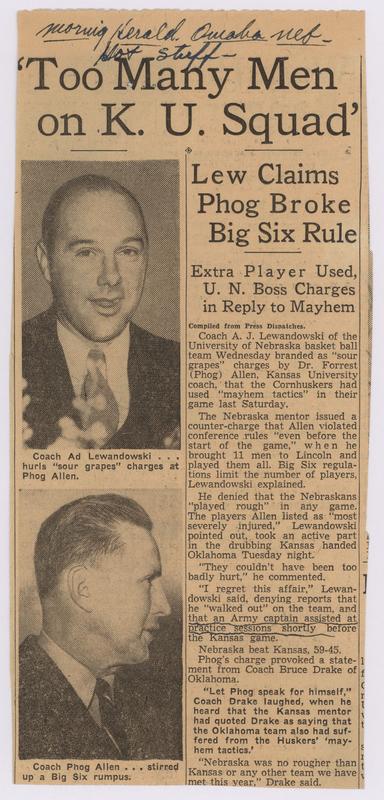 morning Herald Omaha neb-
Hot stuff-
'Too Many Men
on K. U. Squad'
Lew Claims
Phog Broke
Big Six Rule
Extra Player Used,
U. N. Boss Charges
in Reply to Mayhem
Compiled from Press Dispatches.
Coach A. J. Lewandowski of the
University of Nebraska basket ball
team Wednesday branded as "sour
grapes" charges by Dr. Forrest
(Phog) Allen, Kansas University
coach, that the Cornhuskers had
used "mayhem tactics" in their
game last Saturday.
The Nebraska mentor issued a
counter-charge that Allen violated
conference rules "even before the
start of the game," when he
brought 11 men to Lincoln and
played them all. Big Six regula-
tions limit the number of players,
Lewandowski explained.
He denied that the Nebraskans
"played rough" in any game.
The players Allen listed as "most
severely injured," Lewandowski
pointed out, took an active part
in the drubbing Kansas handed
Oklahoma Tuesday night.
"They couldn't have been too
badly hurt," he commented.
"I regret this affair," Lewan-
dowski said, denying reports that
he "walked out" on the team, and
that an Army captain assisted at
practice sessions shortly before
the Kansas game.
Nebraska beat Kansas, 59-45.
Phog's charge provoked a state-
ment from Coach Bruce Drake of
Oklahoma.
"Let Phog speak for himself,"
Coach Drake laughed, when he
heard that the Kansas mentor
had quoted Drake as saying that
the Oklahoma team also had suf-
fered from the Huskers' 'may-
hem tactics.'
"Nebraska was no rougher than
Kansas or any other team we have
met this year," Drake said.
Coach Ad Lewandowski . . .
hurls "sour grapes" charges at
Phog Allen.
Coach Phog Allen . . . stirred
up a Big Six rumpus.